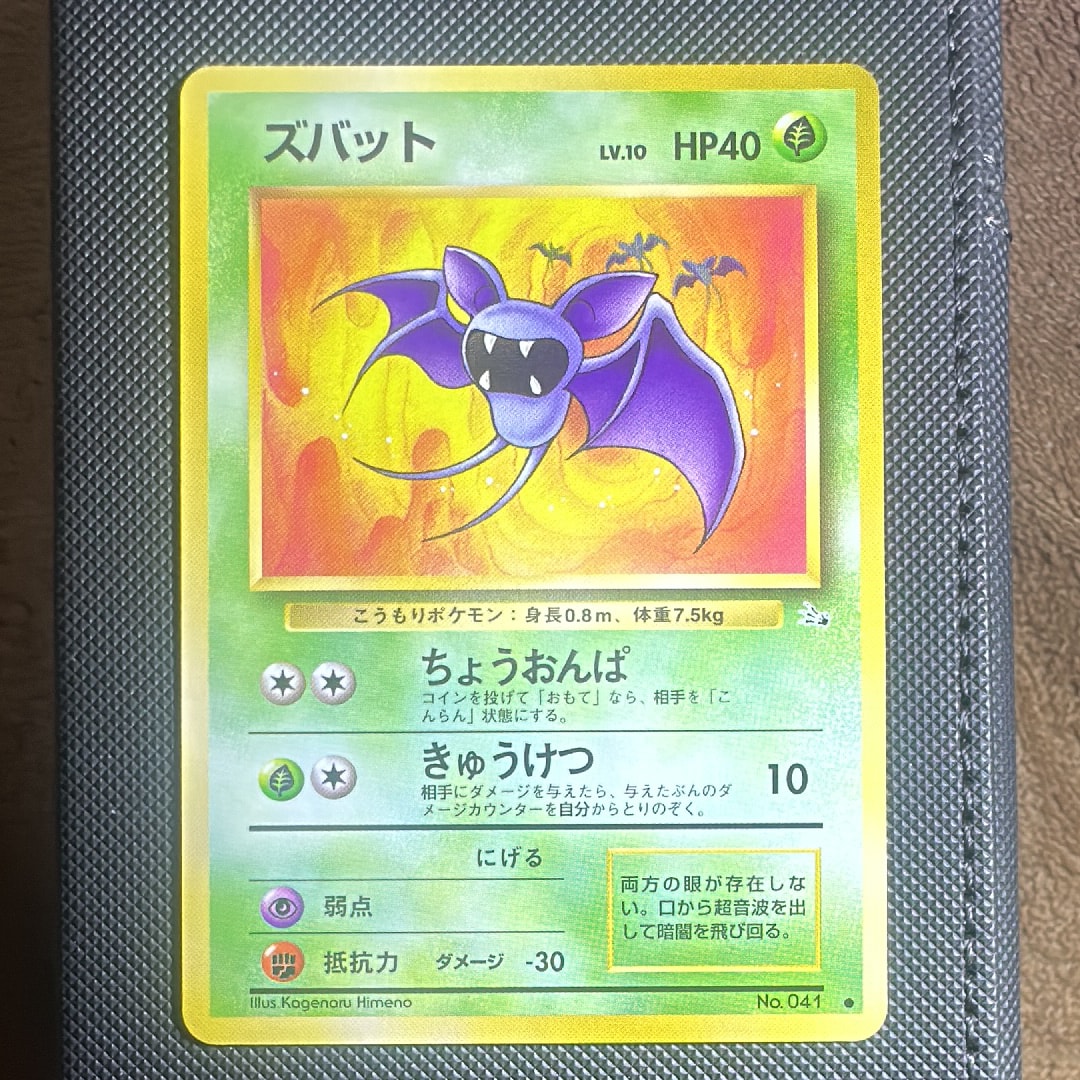 ズバット LV.10 HP40
こうもりポケモン：身長0.8m、体重7.5kg
ちょうおんぱ
コインを投げて「おもて」なら、相手を「こ
んらん」状態にする。
きゅうけつ 10
相手にダメージを与えたら、与えたぶんのダ
メージカウンターを自分からとりのぞく。
にげる
弱点
抵抗力 ダメージ -30
両方の眼が存在しな
い。口から超音波を出
して暗闇を飛び回る。
Illus.Kagemaru Himeno
No.041